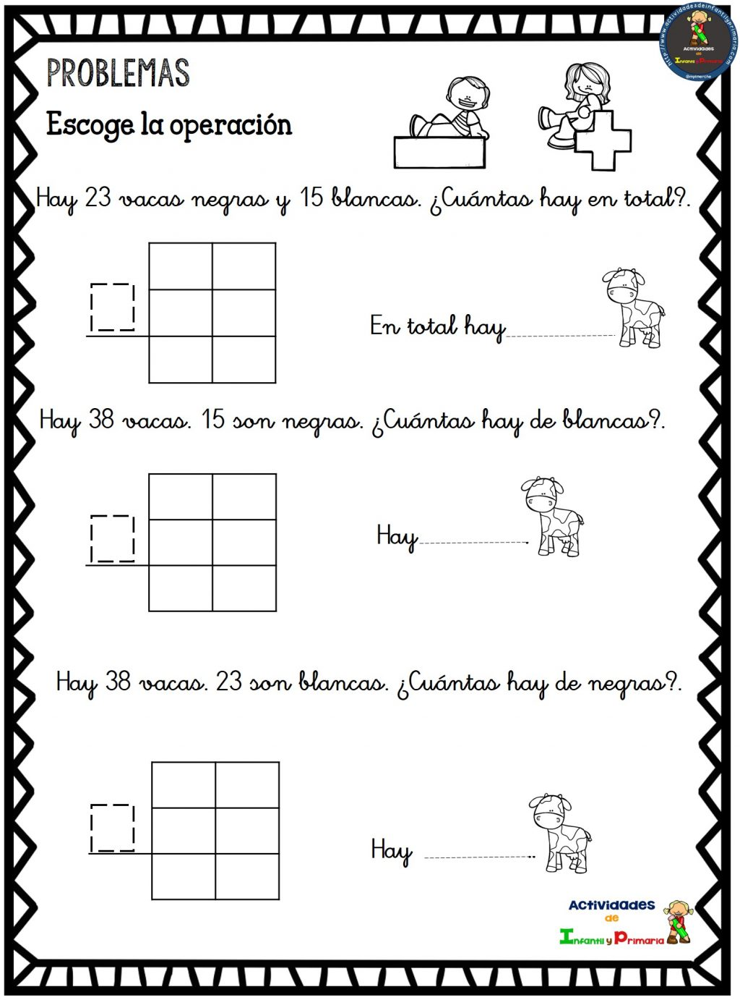 http://www.actividadesdeinfantilyprimaria.com
Actividades
de
Infantil y Primaria
@mplmerche
PROBLEMAS
Escoge la operación
Hay 23 vacas negras y 15 blancas. ¿Cuántas hay en total?.
En total hay
Hay 38 vacas. 15 son negras. ¿Cuántas hay de blancas?.
Hay .
Hay 38 vacas. 23 son blancas. ¿Cuántas hay de negras?.
Hay ..
Actividades
de
Infantil y Primaria